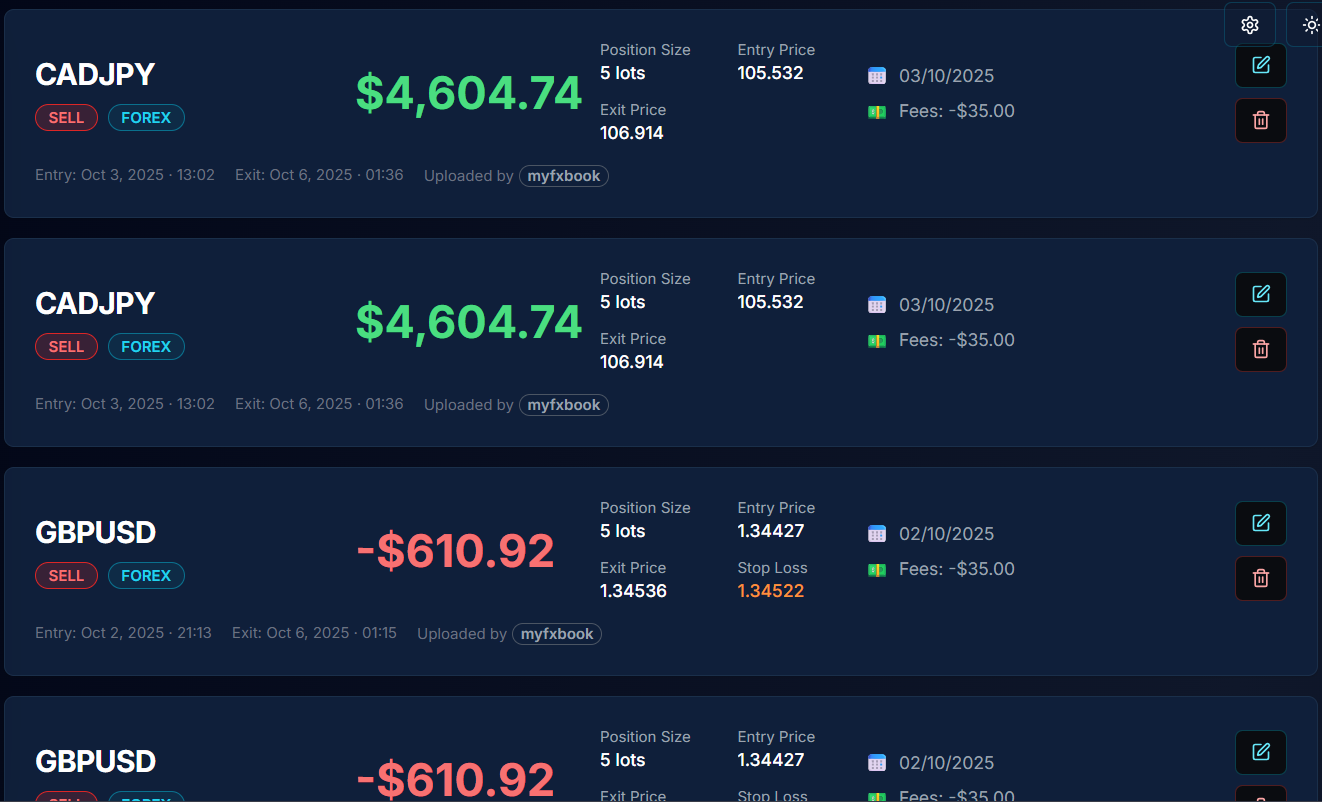 CADJPY
SELL FOREX
$4,604.74
Position Size Entry Price
5 lots 105.532
Exit Price
106.914
03/10/2025
Fees: -$35.00
Entry: Oct 3, 2025 · 13:02 Exit: Oct 6, 2025 · 01:36 Uploaded by myfxbook
CADJPY
SELL FOREX
$4,604.74
Position Size Entry Price
5 lots 105.532
Exit Price
106.914
03/10/2025
Fees: -$35.00
Entry: Oct 3, 2025 · 13:02 Exit: Oct 6, 2025 · 01:36 Uploaded by myfxbook
GBPUSD
SELL FOREX
-$610.92
Position Size Entry Price
5 lots 1.34427
Exit Price Stop Loss
1.34536 1.34522
02/10/2025
Fees: -$35.00
Entry: Oct 2, 2025 · 21:13 Exit: Oct 6, 2025 · 01:15 Uploaded by myfxbook
GBPUSD
SELL FOREX
-$610.92
Position Size Entry Price
5 lots 1.34427
Exit Price Stop Loss
02/10/2025
Fees: -$35.00